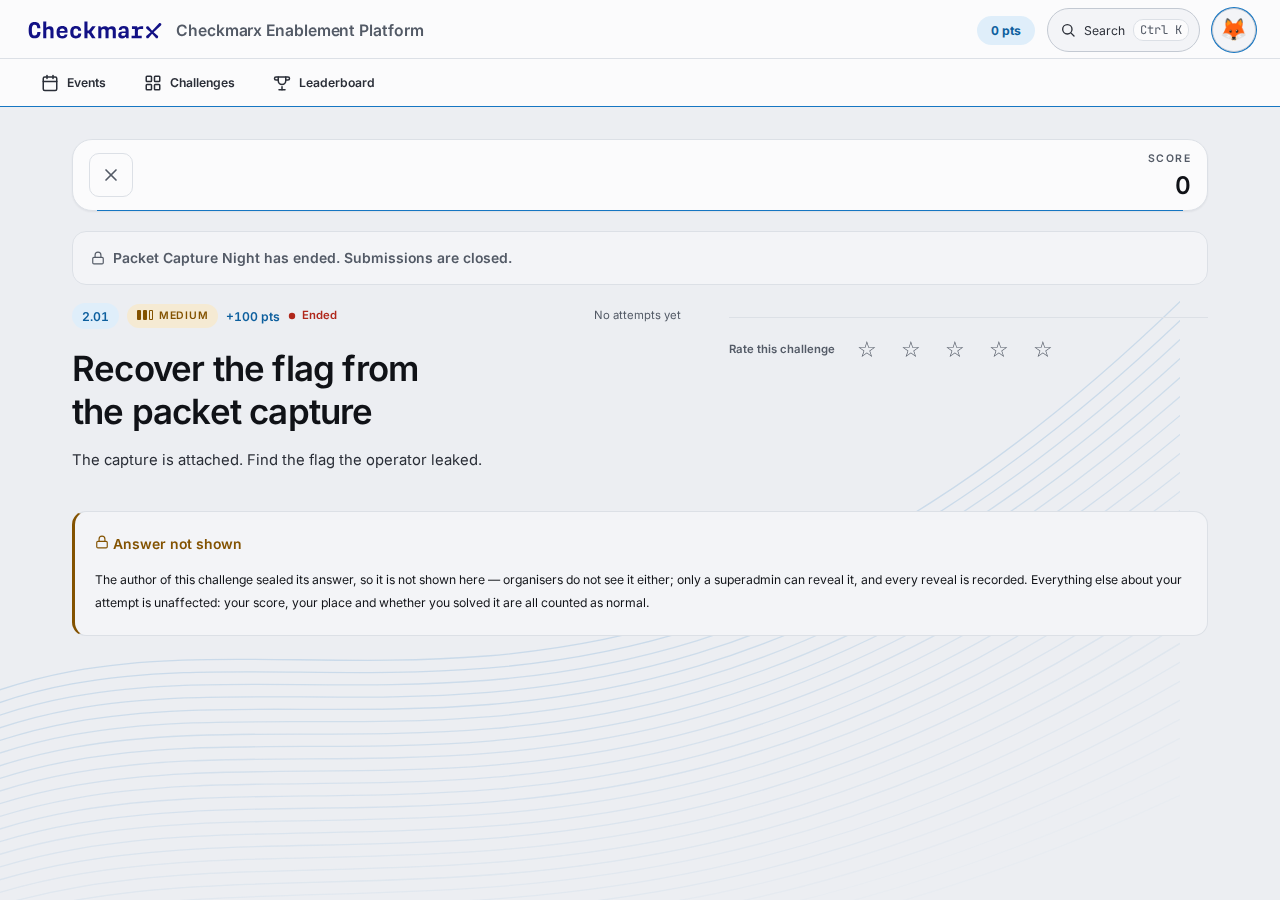 Checkmarx
Checkmarx Enablement Platform
0 pts
Search
Ctrl K
Events
Challenges
Leaderboard
SCORE
0
Packet Capture Night has ended. Submissions are closed.
2.01
MEDIUM
+100 pts
Ended
No attempts yet
Rate this challenge
Recover the flag from
the packet capture
The capture is attached. Find the flag the operator leaked.
Answer not shown
The author of this challenge sealed its answer, so it is not shown here — organisers do not see it either; only a superadmin can reveal it, and every reveal is recorded. Everything else about your
attempt is unaffected: your score, your place and whether you solved it are all counted as normal.